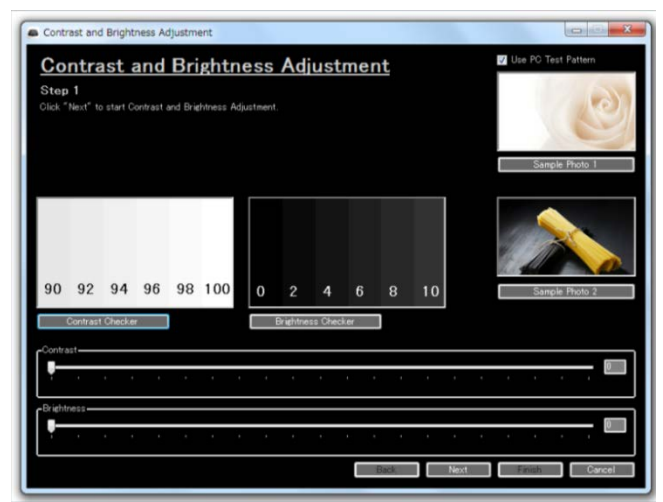 Contrast and Brightness Adjustment
Contrast and Brightness Adjustment
Use PC Test Pattern
Step 1
Click "Next" to start Contrast and Brightness Adjustment.
Sample Photo 1
90 92 94 96 98 100
0 2 4 6 8 10
Sample Photo 2
Contrast Checker
Brightness Checker
Contrast
0
Brightness
0
Back
Next
Finish
Cancel